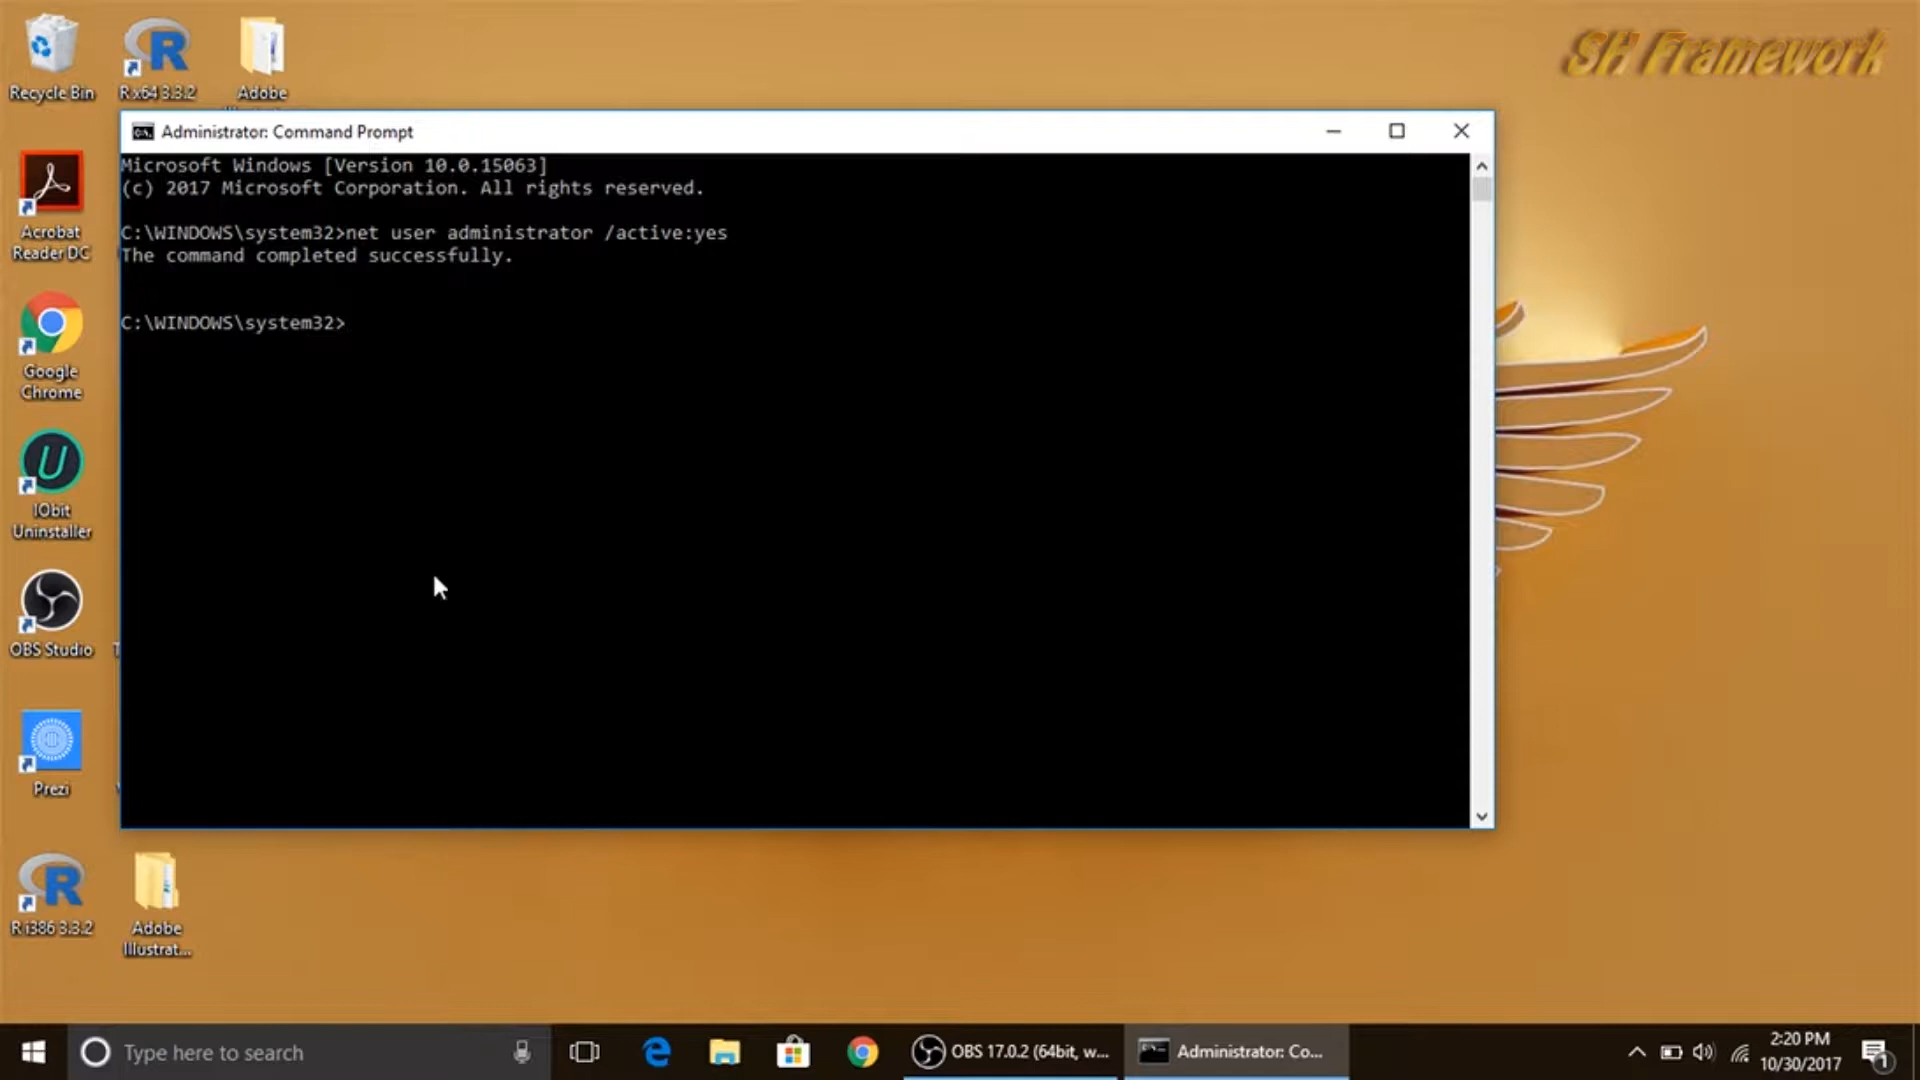 SH Framework
Recycle Bin
R x64 3.3.2
Adobe
Acrobat
Reader DC
Google
Chrome
IObit
Uninstaller
OBS Studio
Prezi
R i386 3.3.2
Adobe
Illustrat...
Administrator: Command Prompt
Microsoft Windows [Version 10.0.15063]
(c) 2017 Microsoft Corporation. All rights reserved.
C:\WINDOWS\system32>net user administrator /active:yes
The command completed successfully.
C:\WINDOWS\system32>
Type here to search
OBS 17.0.2 (64bit, w...
Administrator: Co...
2:20 PM
10/30/2017
1